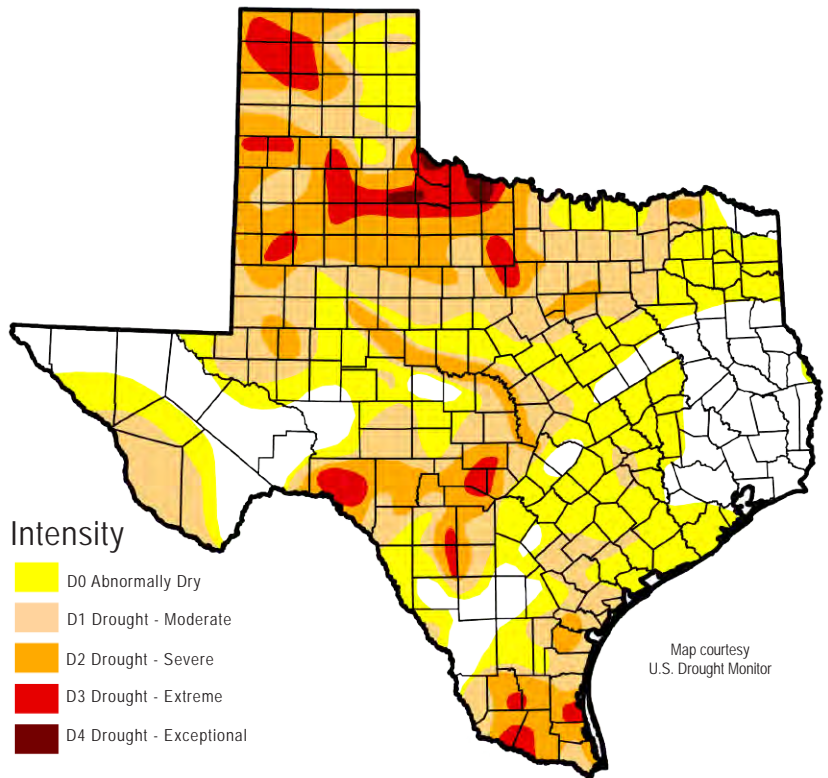 Intensity
D0 Abnormally Dry
D1 Drought - Moderate
D2 Drought - Severe
D3 Drought - Extreme
D4 Drought - Exceptional
Map courtesy
U.S. Drought Monitor